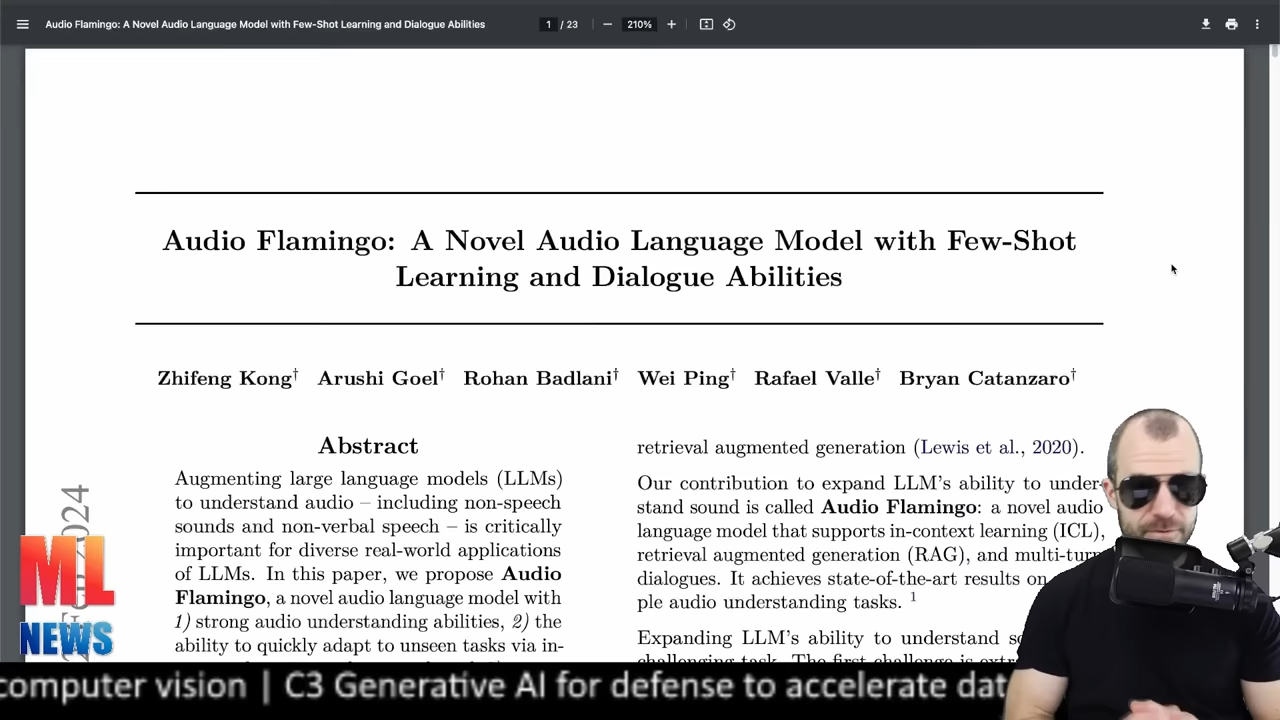 Audio Flamingo: A Novel Audio Language Model with Few-Shot Learning and Dialogue Abilities
1 / 23
210%
Audio Flamingo: A Novel Audio Language Model with Few-Shot
Learning and Dialogue Abilities
Zhifeng Kong† Arushi Goel† Rohan Badlani† Wei Ping† Rafael Valle† Bryan Catanzaro†
Abstract
Augmenting large language models (LLMs)
to understand audio – including non-speech
sounds and non-verbal speech – is critically
important for diverse real-world applications
of LLMs. In this paper, we propose Audio
Flamingo, a novel audio language model with
1) strong audio understanding abilities, 2) the
ability to quickly adapt to unseen tasks via in-
retrieval augmented generation (Lewis et al., 2020).
Our contribution to expand LLM's ability to under-
stand sound is called Audio Flamingo: a novel audio
language model that supports in-context learning (ICL),
retrieval augmented generation (RAG), and multi-turn
dialogues. It achieves state-of-the-art results on
ple audio understanding tasks. 1
Expanding LLM's ability to understand
challenging task. The first challenge is
2024
ML
NEWS
computer vision | C3 Generative AI for defense to accelerate dat